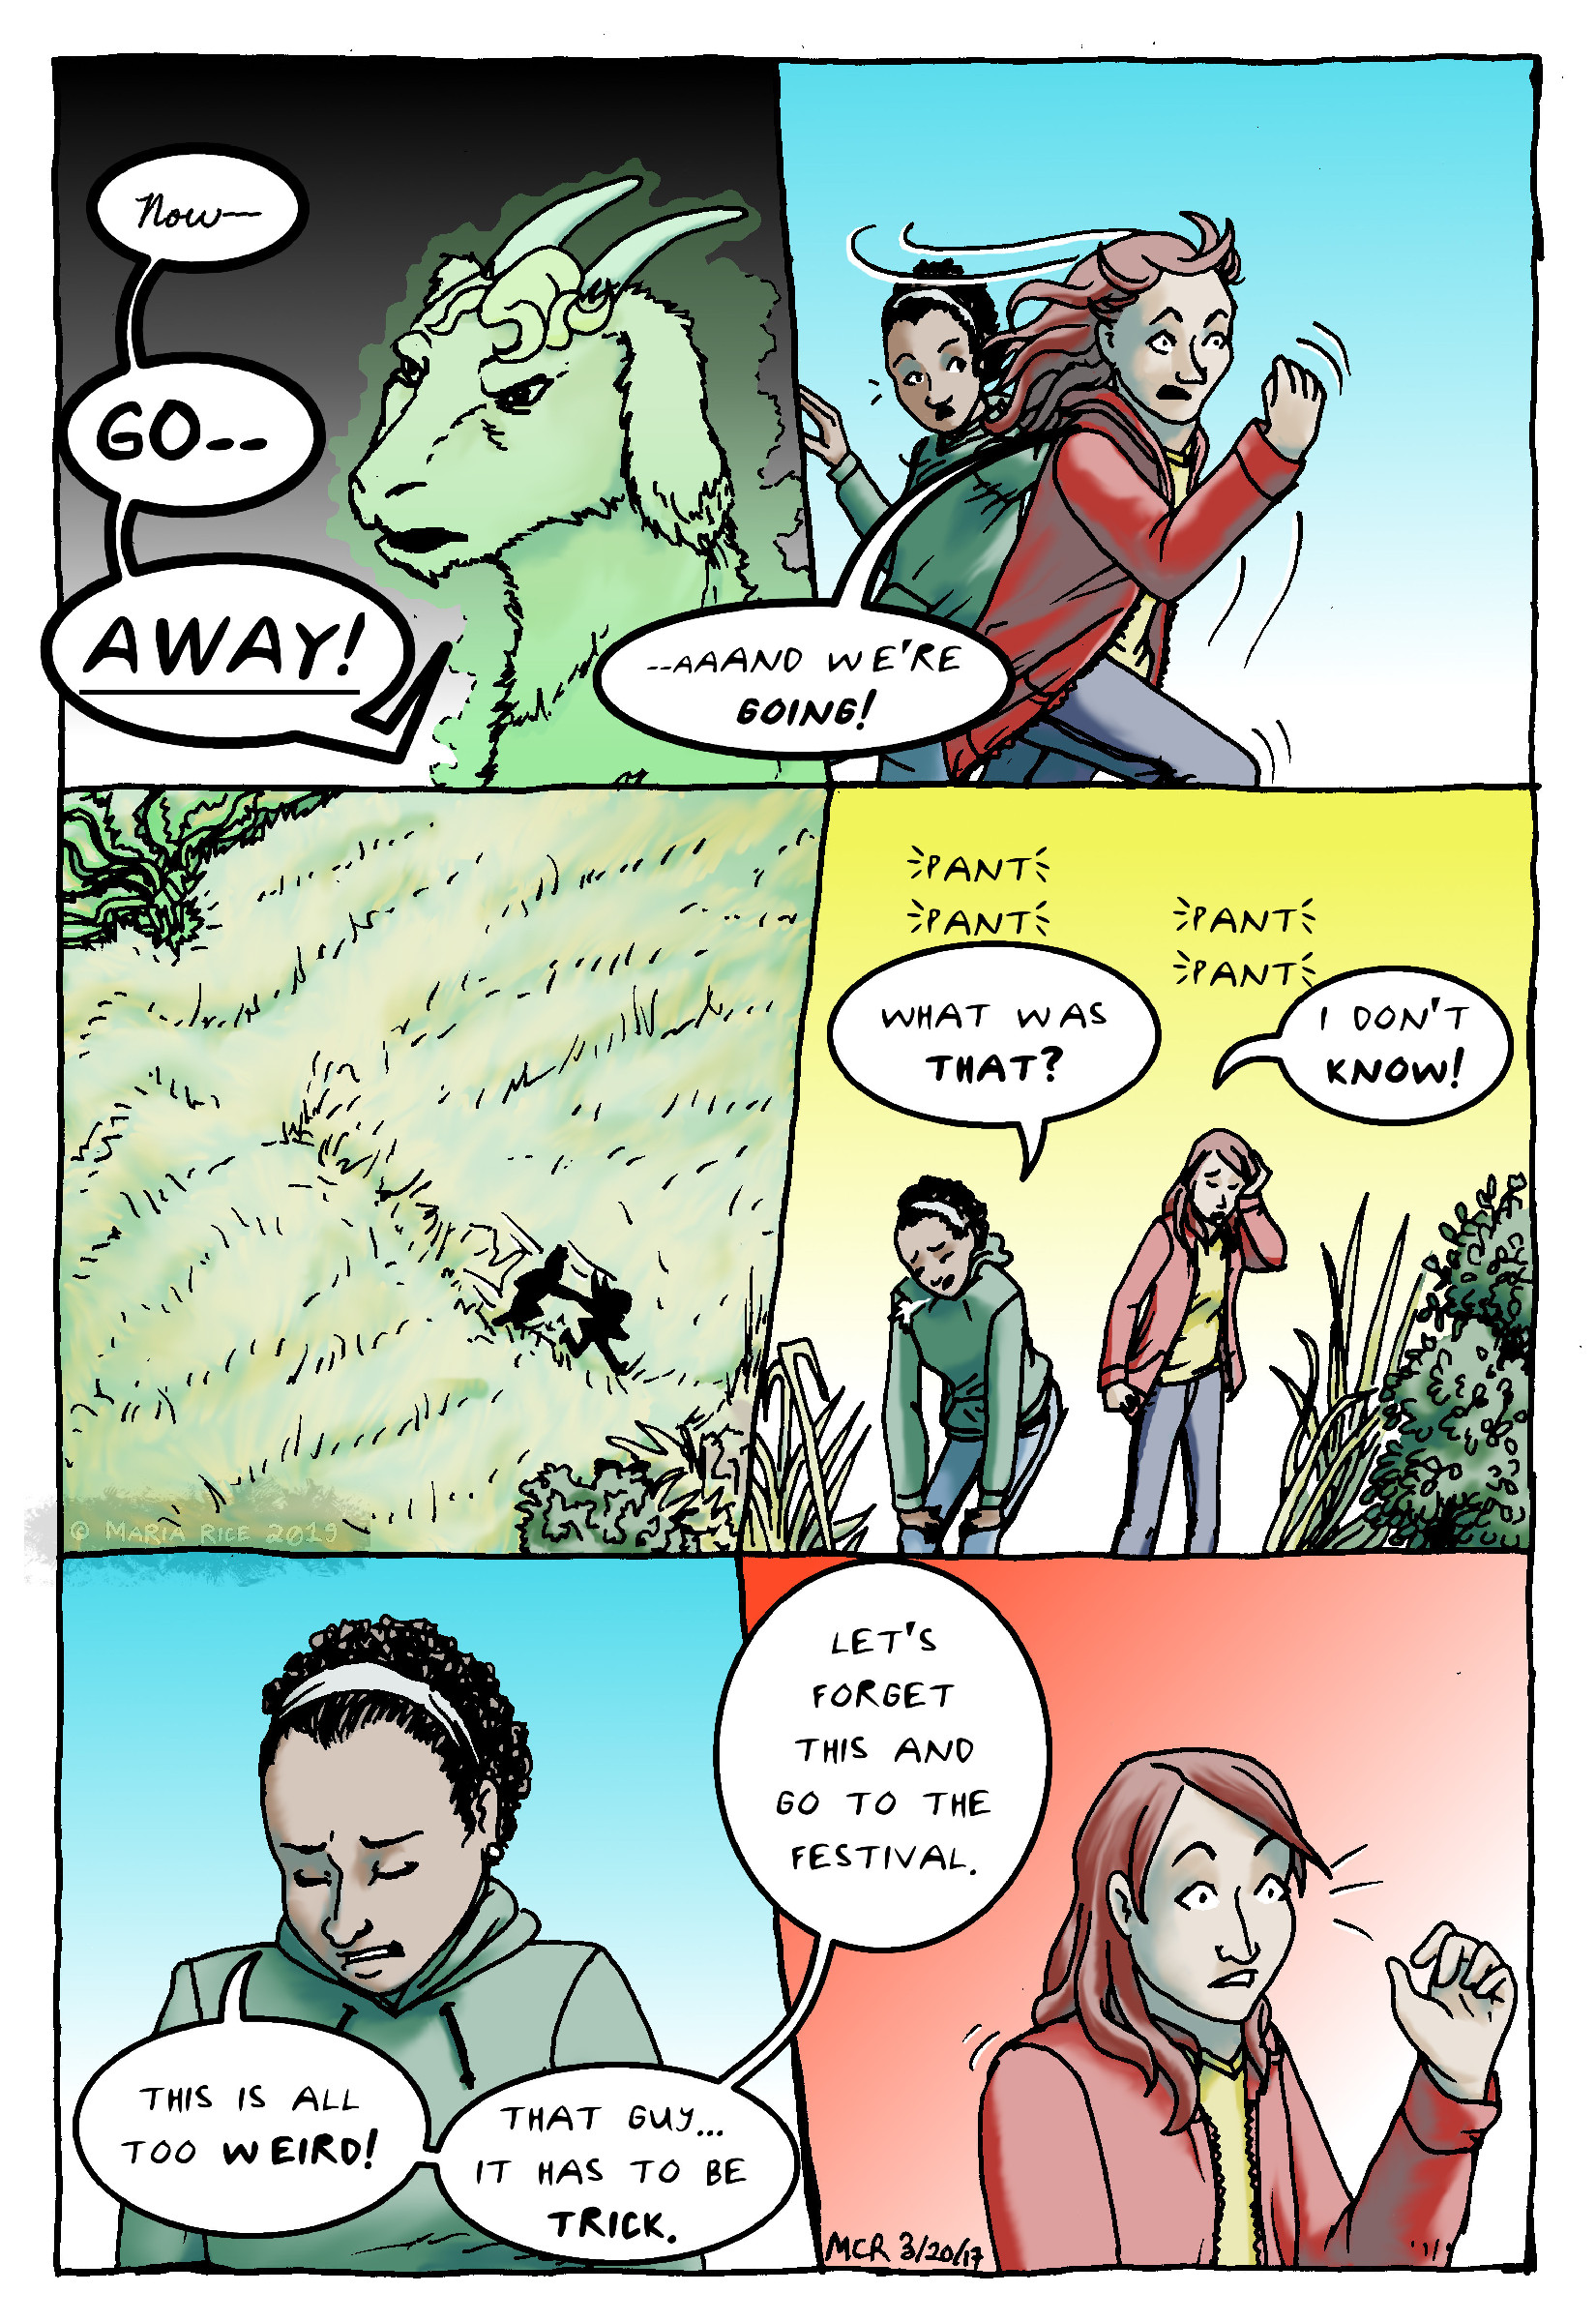 Now—
GO--
AWAY!
--AAAND WE'RE
GOING!
PANT
PANT
PANT
PANT
WHAT WAS
THAT?
I DON'T
KNOW!
© MARIA RICE 2019
THIS IS ALL
TOO WEIRD!
THAT GUY...
IT HAS TO BE
TRICK.
LET'S
FORGET
THIS AND
GO TO THE
FESTIVAL.
MCR 3/20/17